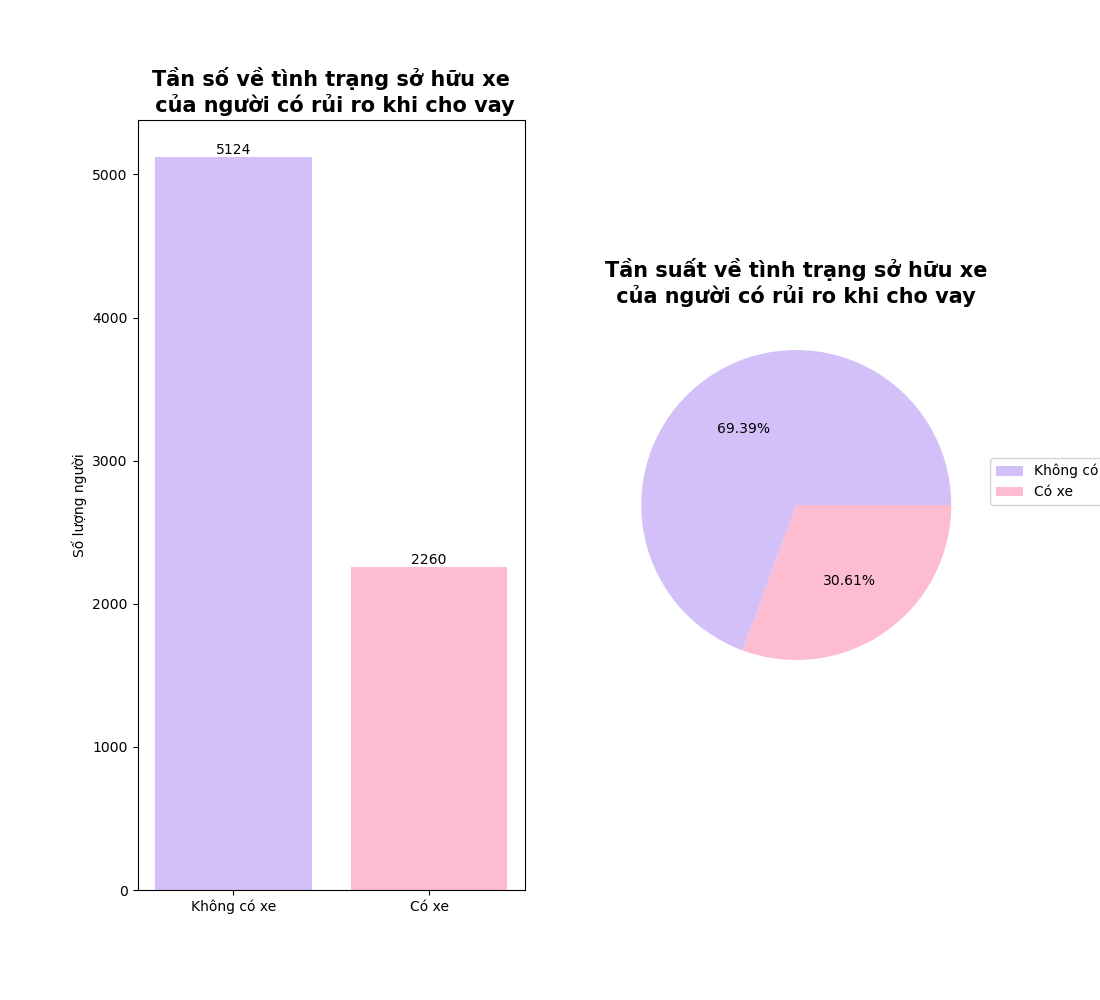 Tần số về tình trạng sở hữu xe
của người có rủi ro khi cho vay
5124
5000
4000
3000
2000
1000
0
Số lượng người
2260
Không có xe
Có xe
Tần suất về tình trạng sở hữu xe
của người có rủi ro khi cho vay
69.39%
30.61%
Không có
Có xe